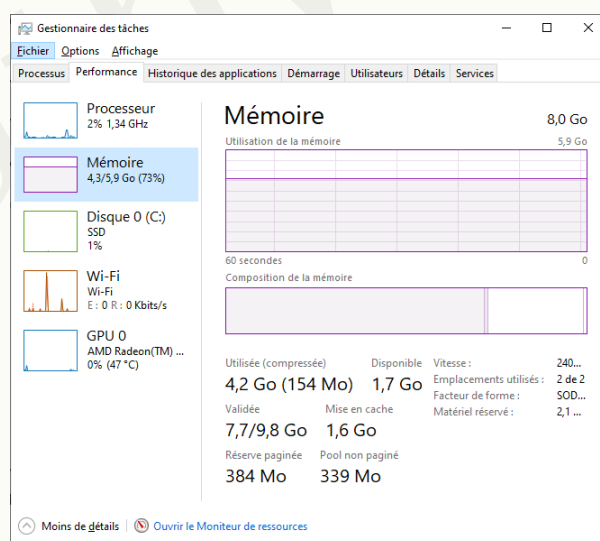 Gestionnaire des tâches
Fichier Options Affichage
Processus Performance Historique des applications Démarrage Utilisateurs Détails Services
Processeur
2% 1,34 GHz
Mémoire
4,3/5,9 Go (73%)
Disque 0 (C:)
SSD
1%
Wi-Fi
Wi-Fi
E : 0 R : 0 Kbits/s
GPU 0
AMD Radeon(TM) ...
0% (47 °C)
Mémoire 8,0 Go
Utilisation de la mémoire 5,9 Go
60 secondes 0
Composition de la mémoire
Utilisée (compressée) Disponible
4,2 Go (154 Mo) 1,7 Go
Validée Mise en cache
7,7/9,8 Go 1,6 Go
Réserve paginée Pool non paginé
384 Mo 339 Mo
Vitesse : 240...
Emplacements utilisés : 2 de 2
Facteur de forme : SOD...
Matériel réservé : 2,1 ...
Moins de détails Ouvrir le Moniteur de ressources